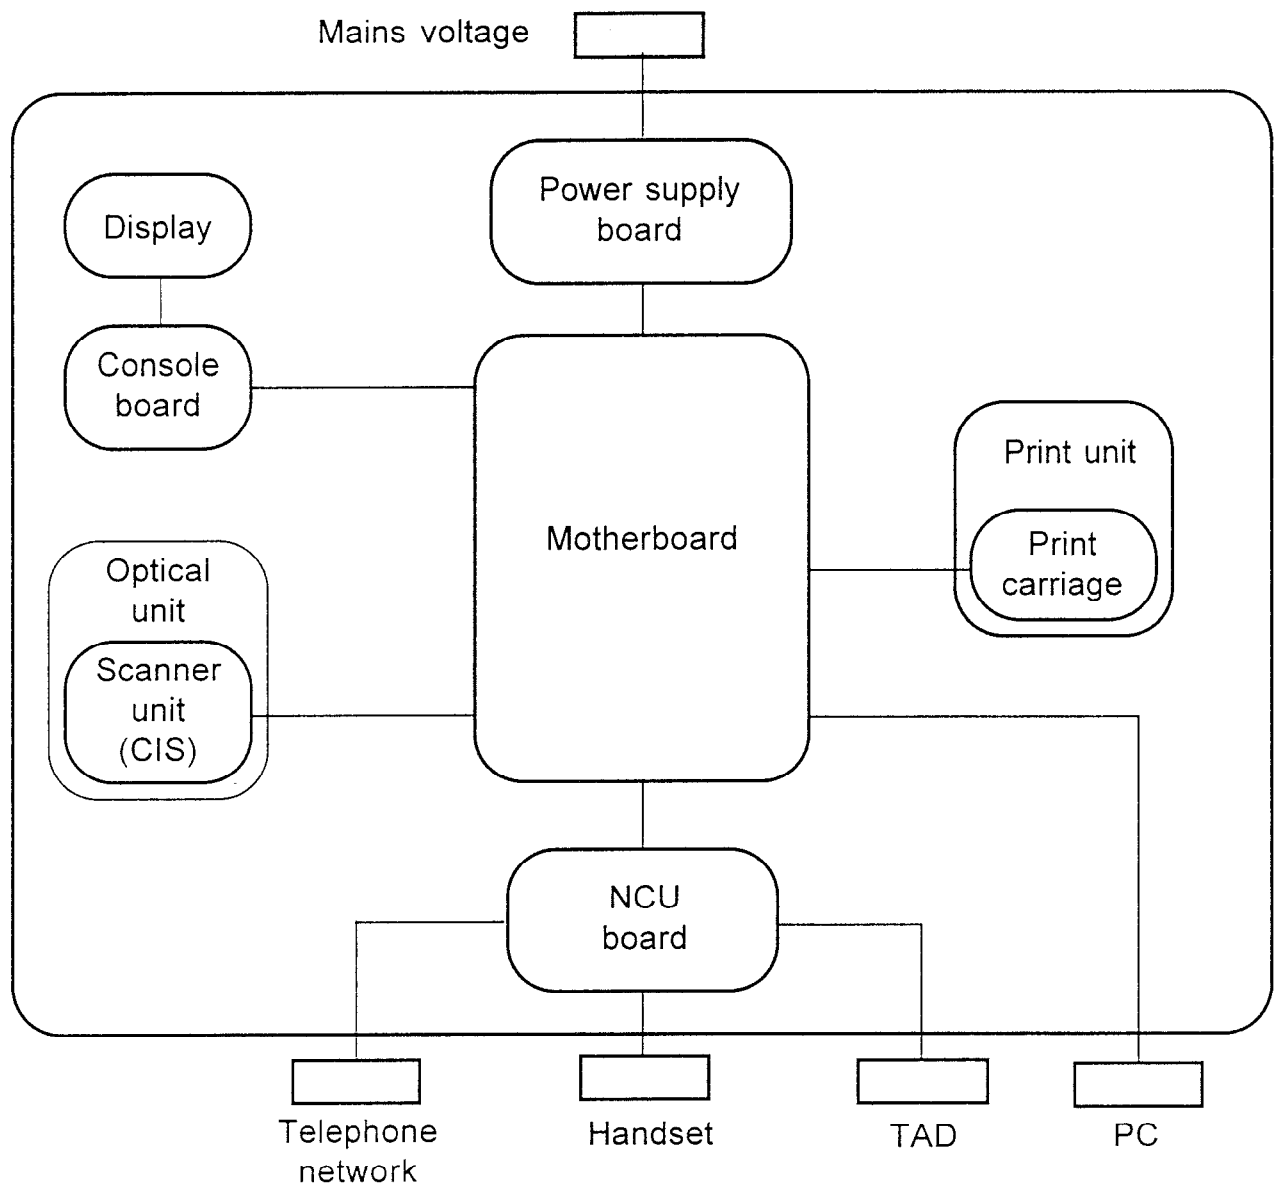 Mains voltage
Power supply
board
Display
Console
board
Motherboard
Print unit
Print
carriage
Optical
unit
Scanner
unit
(CIS)
NCU
board
Telephone
network
Handset
TAD
PC